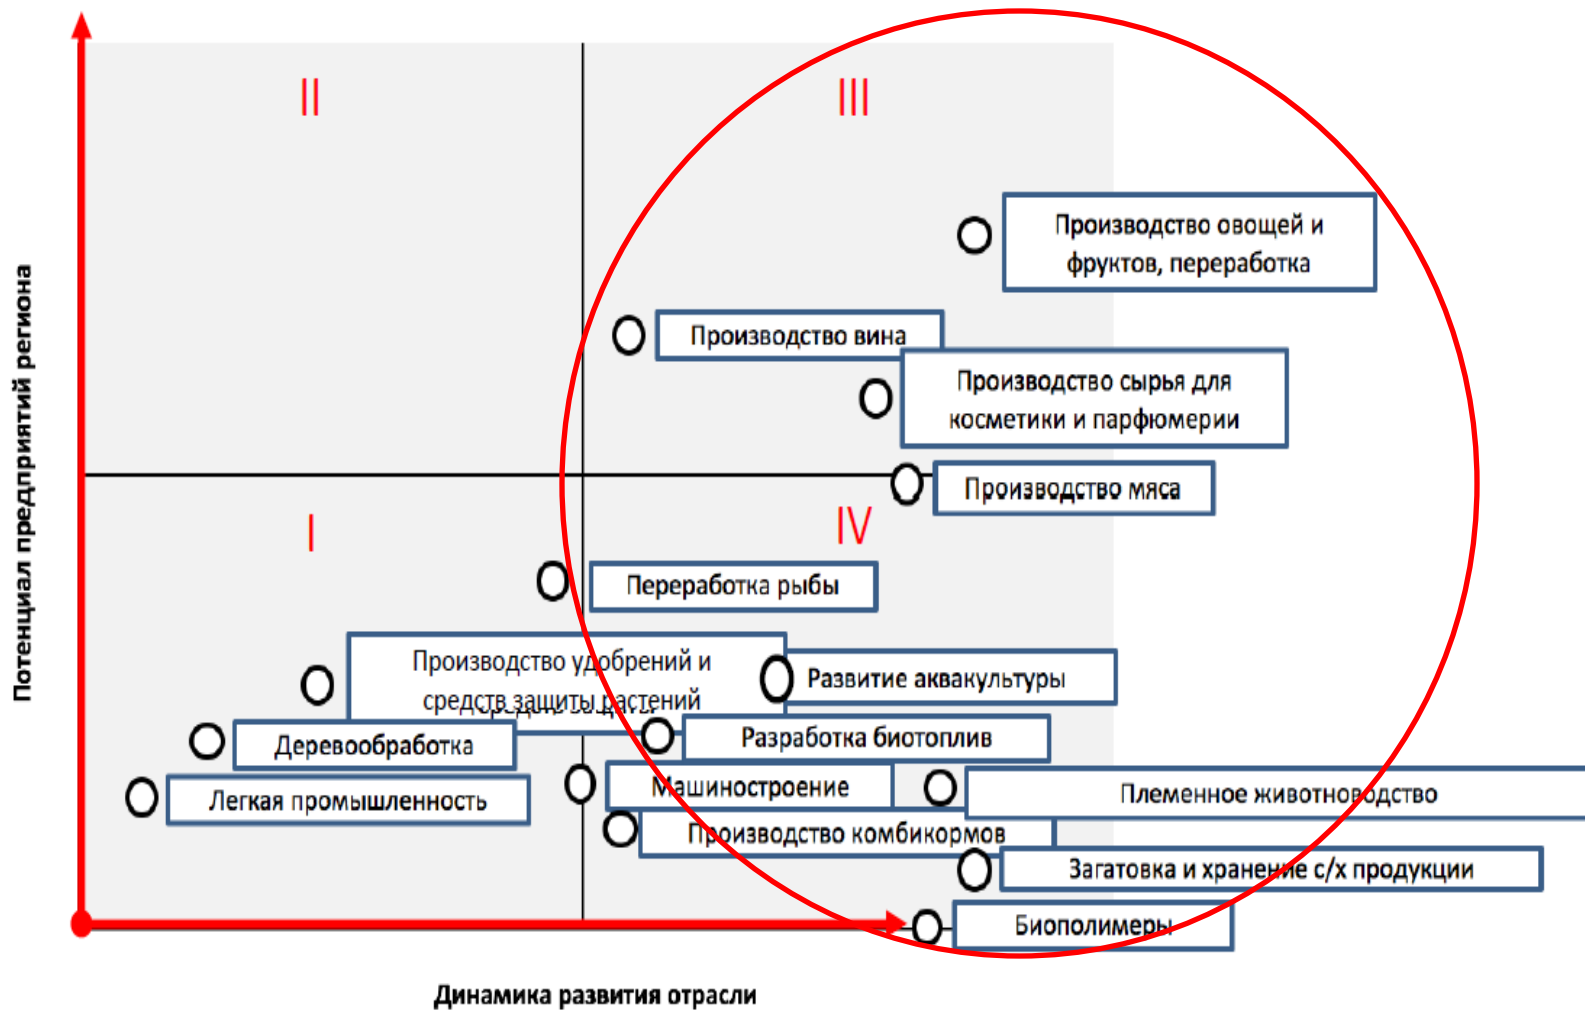 II
III
Производство овощей и
фруктов, переработка
Производство вина
Производство сырья для
косметики и парфюмерии
Производство мяса
I
IV
Переработка рыбы
Производство удобрений и
средств защиты растений
Развитие аквакультуры
Деревообработка
Разработка биотоплив
Легкая промышленность
Машиностроение
Племенное животноводство
Производство комбикормов
Загатовка и хранение с/х продукции
Биополимеры
Потенциал предприятий региона
Динамика развития отрасли